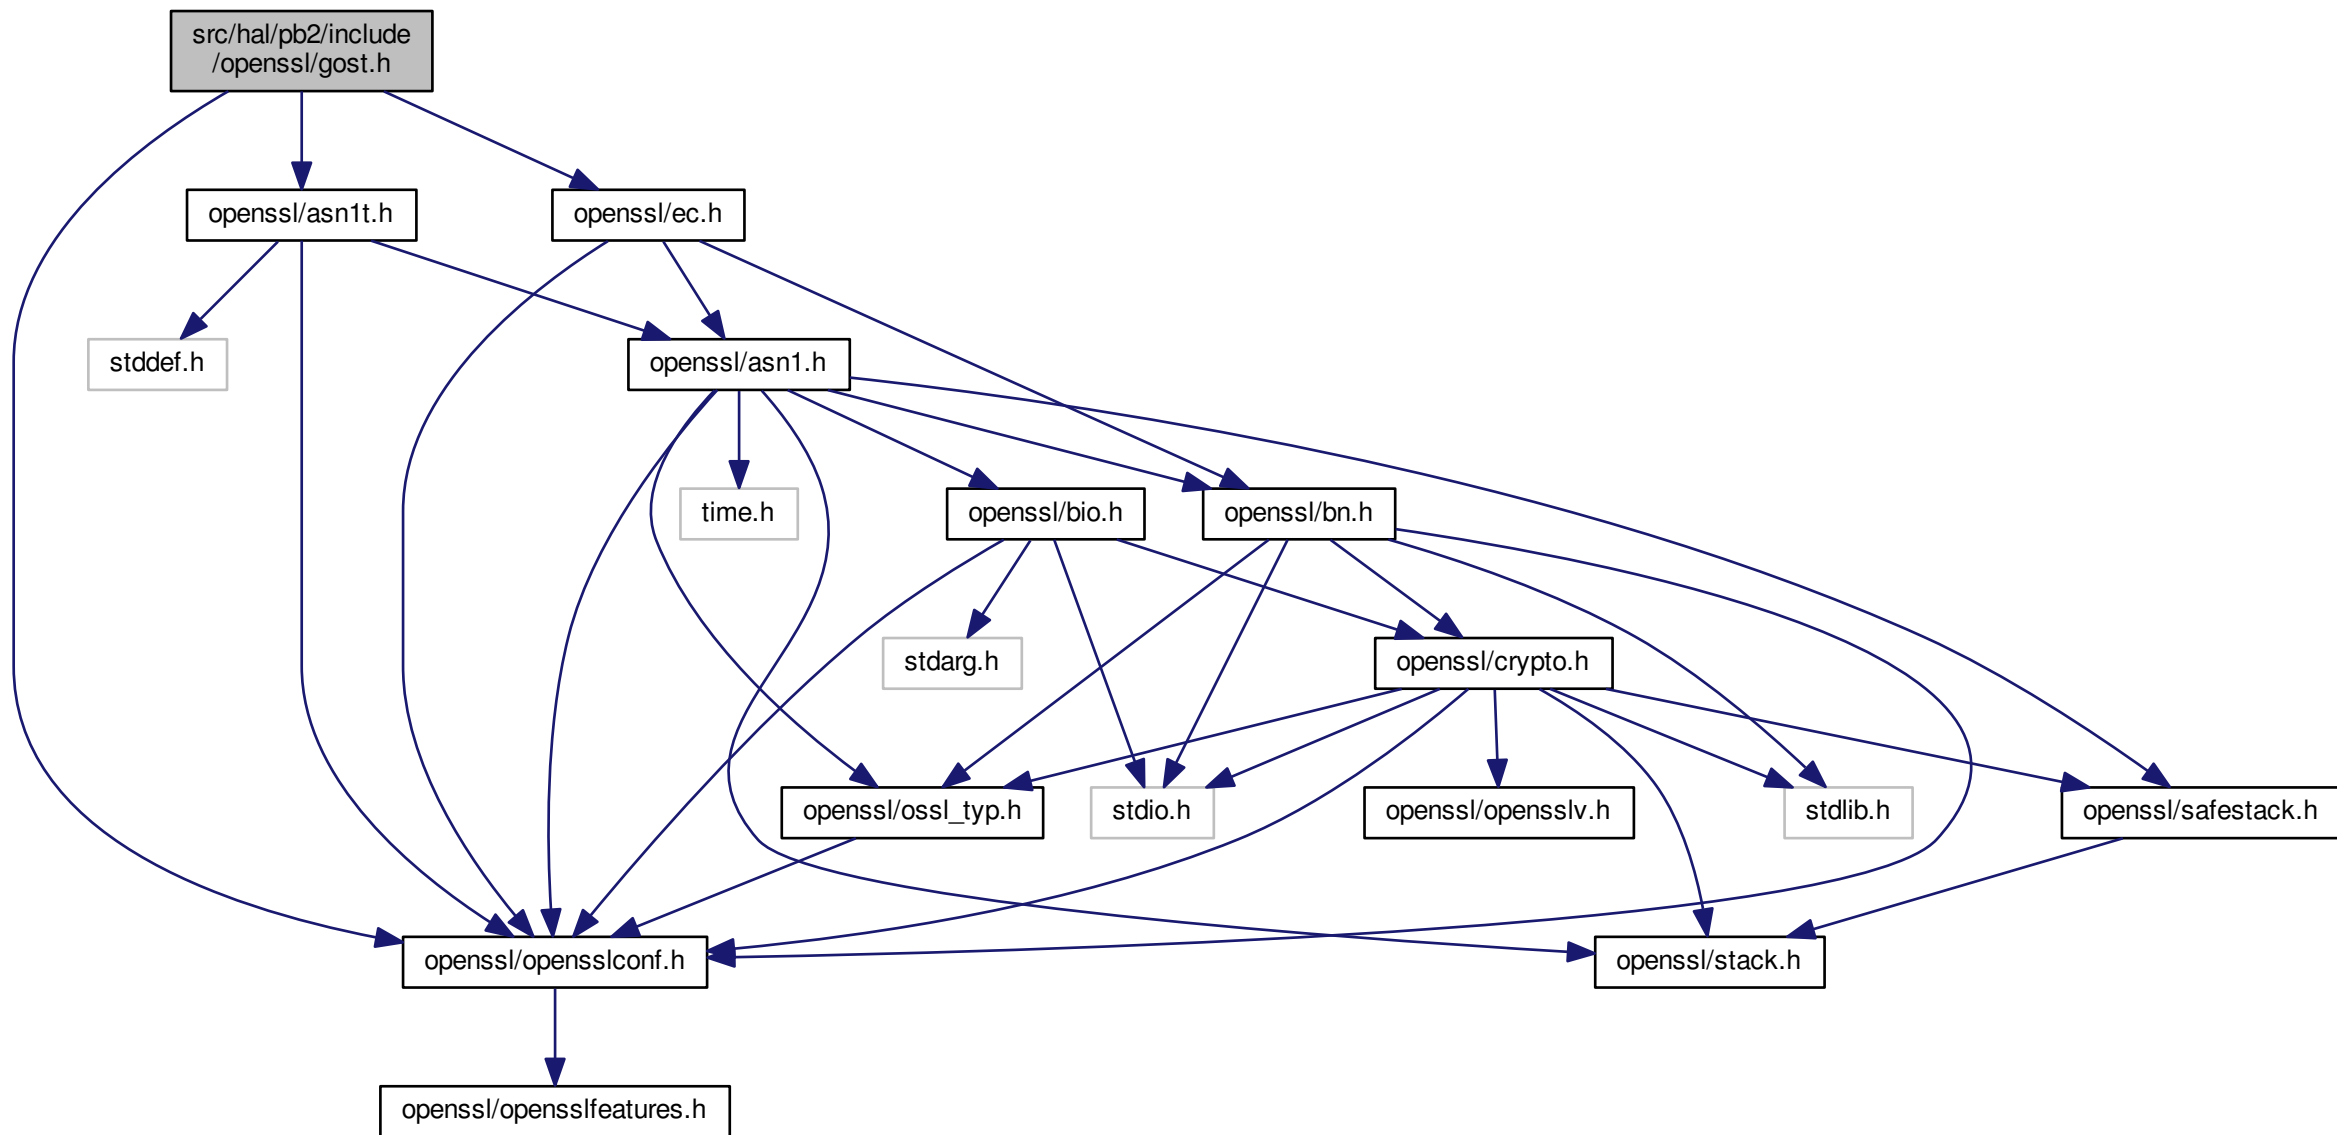 src/hal/pb2/include
/openssl/gost.h
openssl/asn1t.h
openssl/ec.h
stddef.h
openssl/asn1.h
time.h
openssl/bio.h
openssl/bn.h
stdarg.h
openssl/crypto.h
openssl/ossl_typ.h
stdio.h
openssl/opensslv.h
stdlib.h
openssl/safestack.h
openssl/opensslconf.h
openssl/stack.h
openssl/opensslfeatures.h